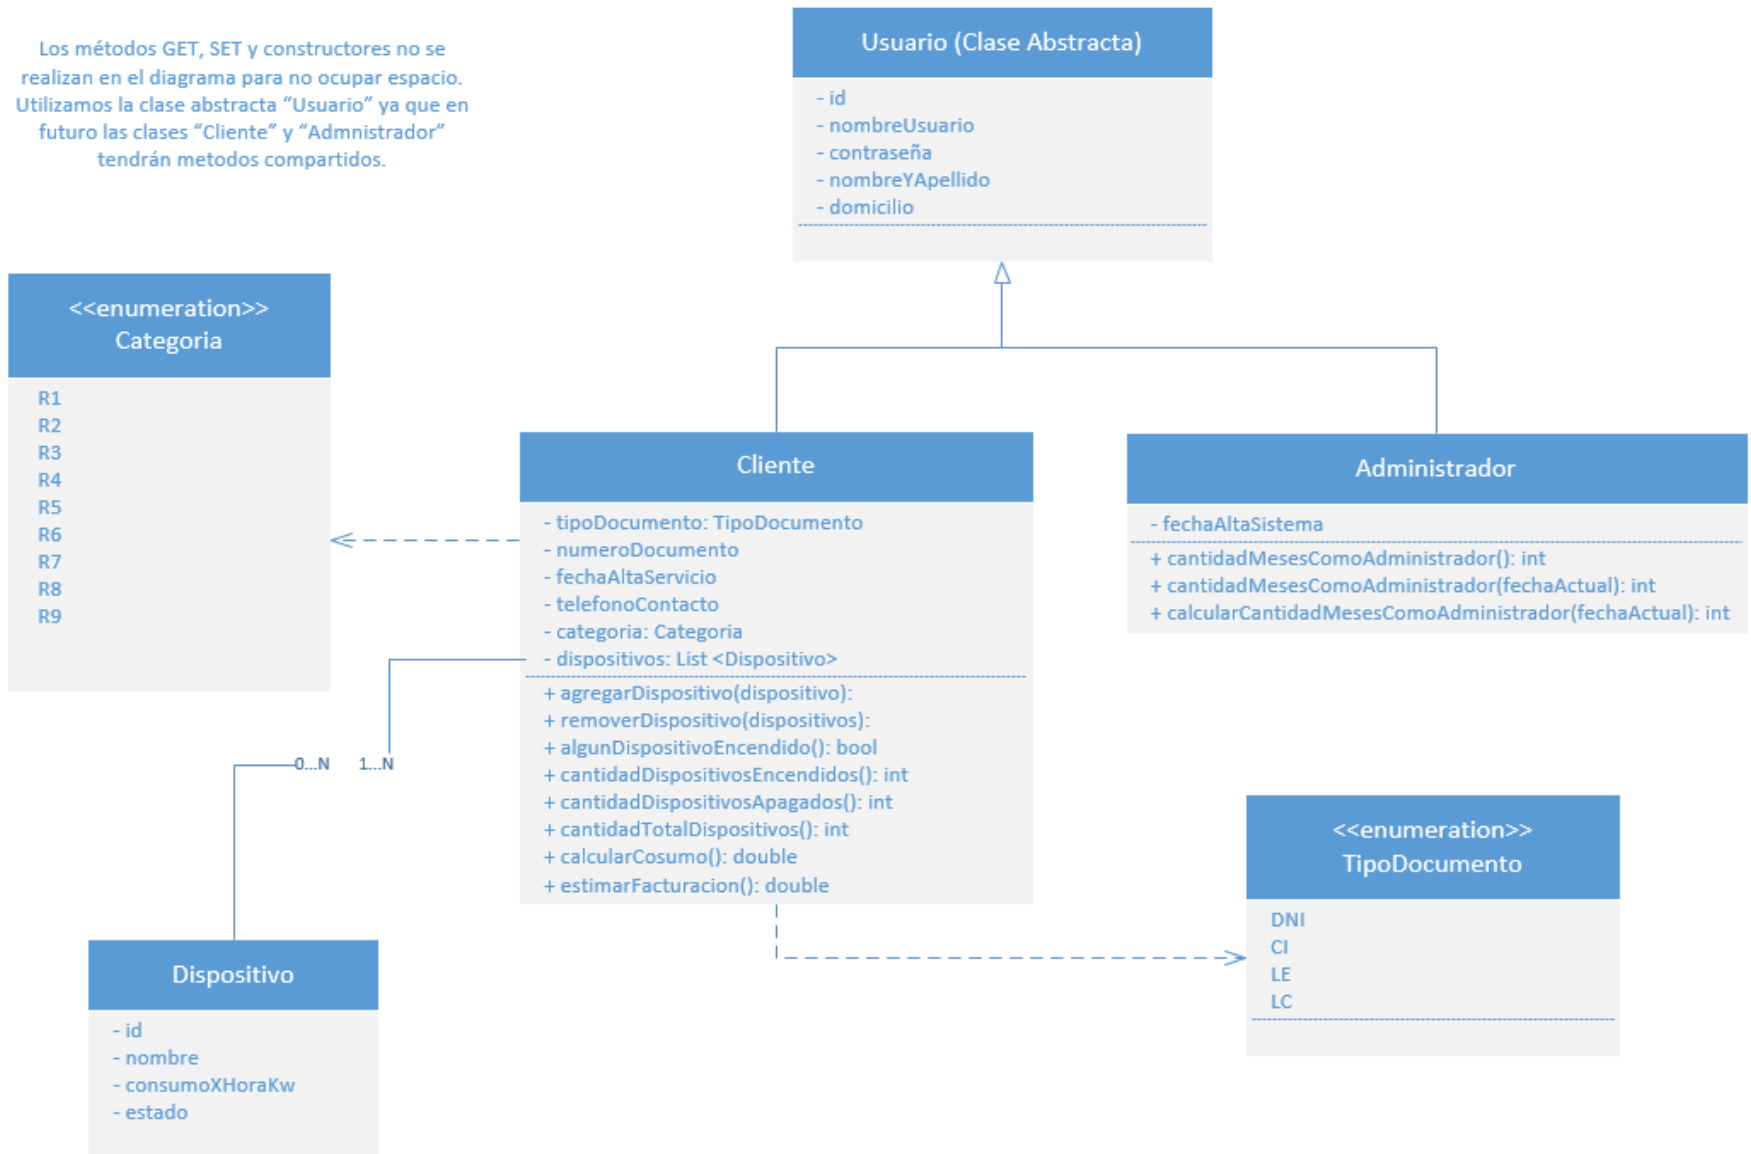 Los métodos GET, SET y constructores no se
realizan en el diagrama para no ocupar espacio.
Utilizamos la clase abstracta “Usuario” ya que en
futuro las clases “Cliente” y “Admnistrador”
tendrán metodos compartidos.
Usuario (Clase Abstracta)
- id
- nombreUsuario
- contraseña
- nombreYApellido
- domicilio
<<enumeration>>
Categoria
R1
R2
R3
R4
R5
R6
R7
R8
R9
Cliente
- tipoDocumento: TipoDocumento
- numeroDocumento
- fechaAltaServicio
- telefonoContacto
- categoria: Categoria
- dispositivos: List <Dispositivo>
+ agregarDispositivo(dispositivo):
+ removerDispositivo(dispositivos):
+ algunDispositivoEncendido(): bool
+ cantidadDispositivosEncendidos(): int
+ cantidadDispositivosApagados(): int
+ cantidadTotalDispositivos(): int
+ calcularCosumo(): double
+ estimarFacturacion(): double
Administrador
- fechaAltaSistema
+ cantidadMesesComoAdministrador(): int
+ cantidadMesesComoAdministrador(fechaActual): int
+ calcularCantidadMesesComoAdministrador(fechaActual): int
0...N 1...N
<<enumeration>>
TipoDocumento
DNI
CI
LE
LC
Dispositivo
- id
- nombre
- consumoXHoraKw
- estado